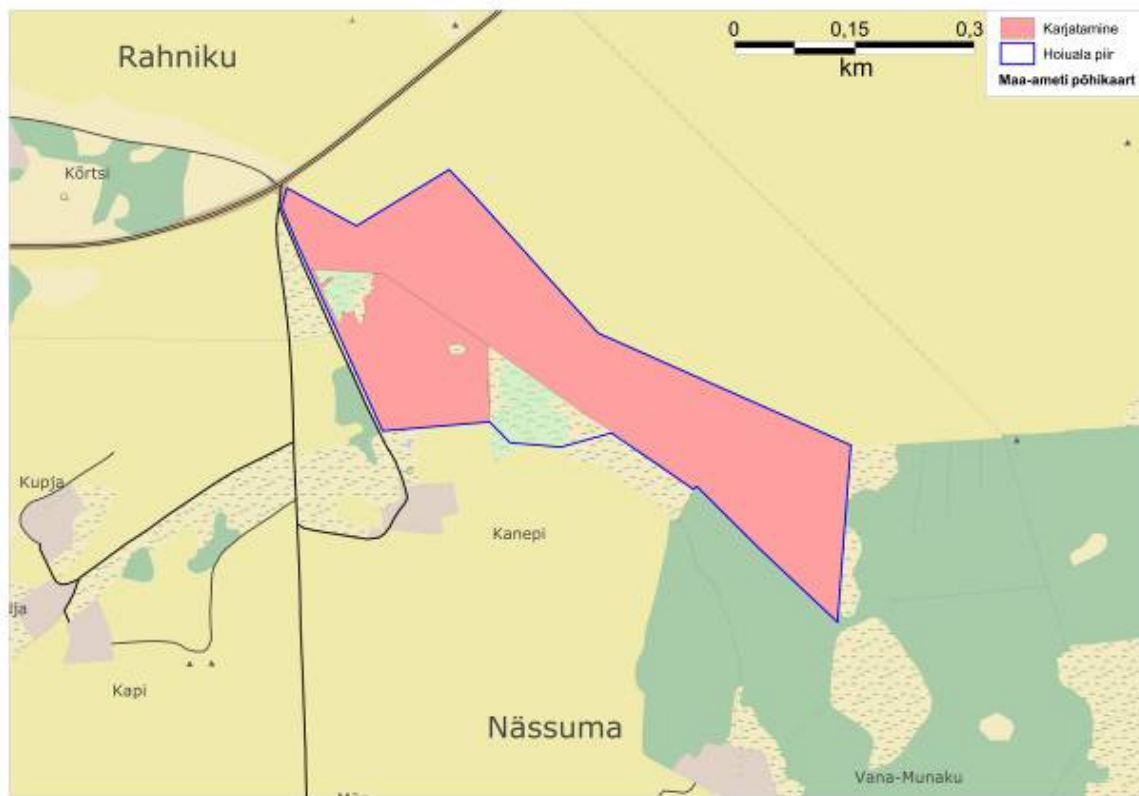 Rahniku
Kõrtsi
0 0,15 0,3
km
Karjatamine
Hoiuala piir
Maa-ameti põhikaart
Kupja
Kanepi
Kapi
Nässuma
Vana-Munaku